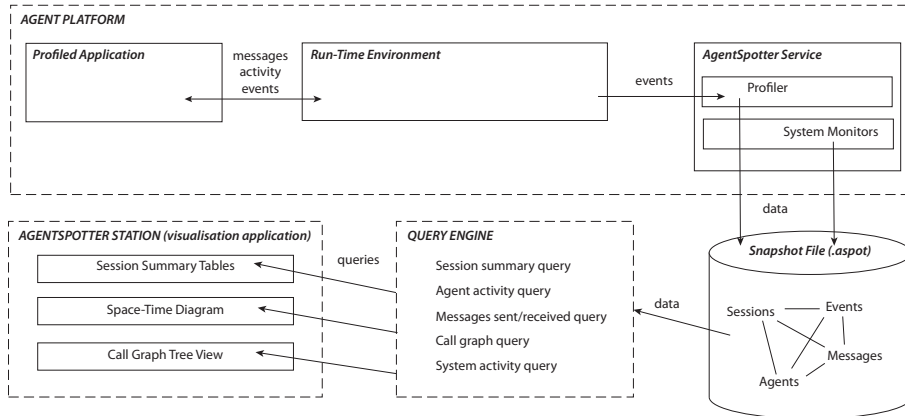 AGENT PLATFORM
Profiled Application
messages
activity
events
Run-Time Environment
events
AgentSpotter Service
Profiler
System Monitors
data
AGENTSPOTTER STATION (visualisation application)
Session Summary Tables
Space-Time Diagram
Call Graph Tree View
queries
QUERY ENGINE
Session summary query
Agent activity query
Messages sent/received query
Call graph query
System activity query
data
Snapshot File (.aspot)
Sessions
Events
Messages
Agents